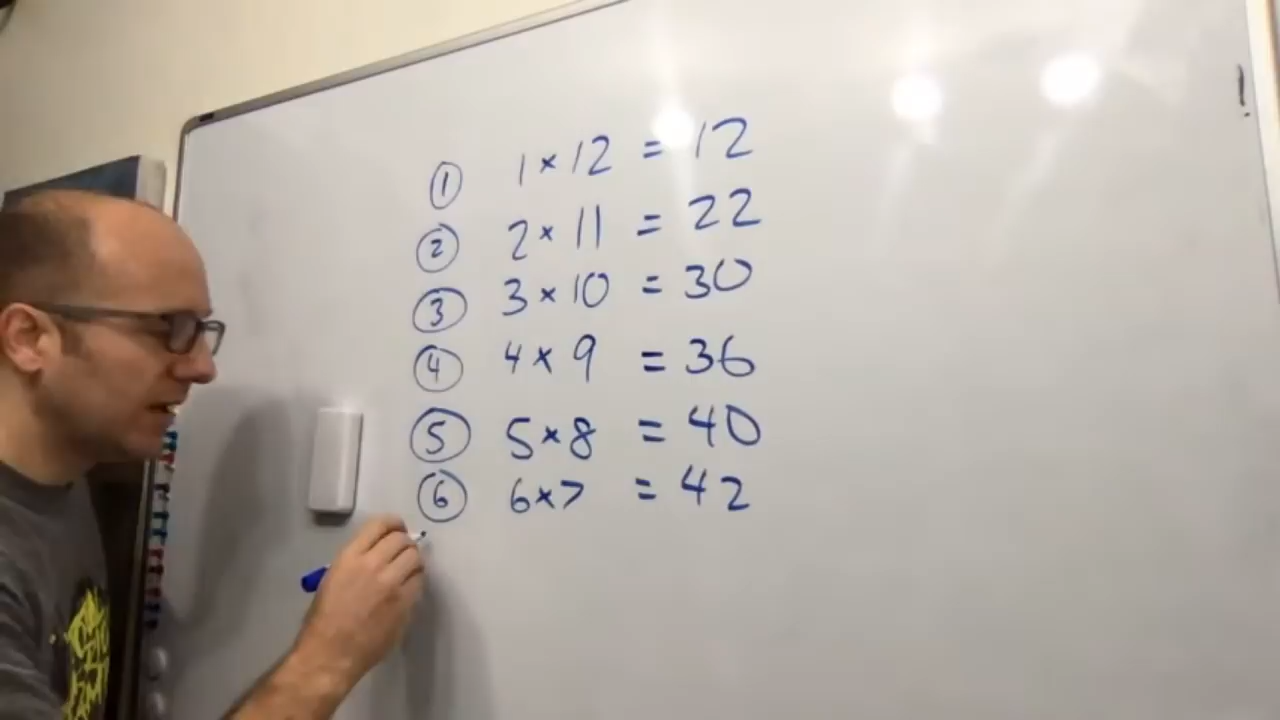 ① 1 × 12 = 12
② 2 × 11 = 22
③ 3 × 10 = 30
④ 4 × 9 = 36
⑤ 5 × 8 = 40
⑥ 6 × 7 = 42
!